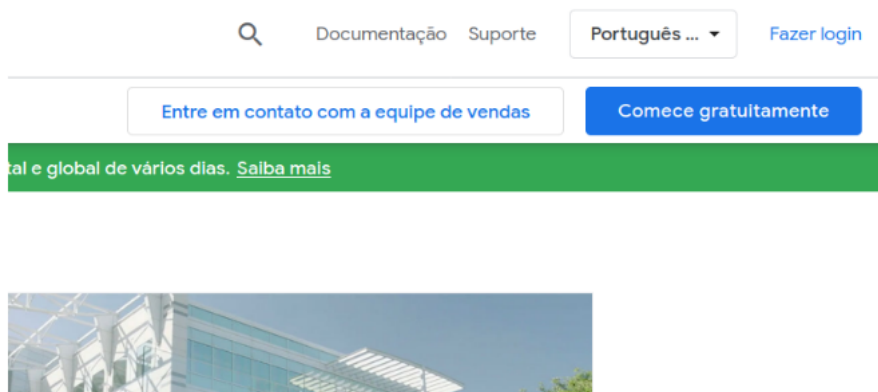 Documentação Suporte Português ... Fazer login
Entre em contato com a equipe de vendas Comece gratuitamente
e global de vários dias. Saiba mais